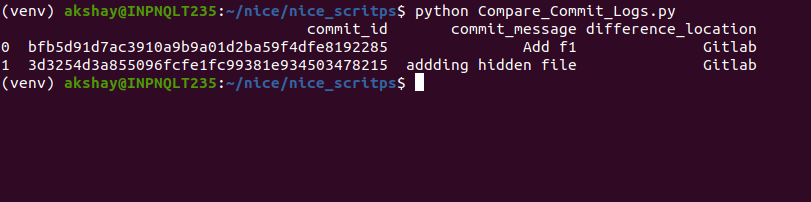 (venv) akshay@INPNQLT235:~/nice/nice_scritps$ python Compare_Commit_Logs.py
commit_id commit_message difference_location
0 bfb5d91d7ac3910a9b9a01d2ba59f4dfe8192285 Add f1 Gitlab
1 3d3254d3a855096fcfe1fc99381e934503478215 addding hidden file Gitlab
(venv) akshay@INPNQLT235:~/nice/nice_scritps$